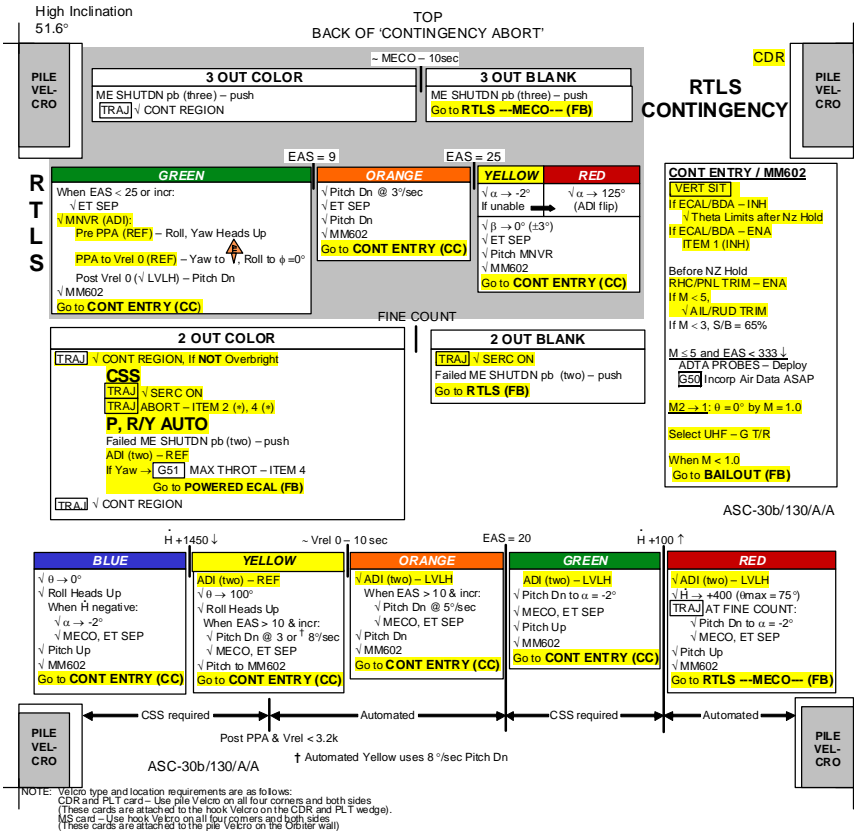 High Inclination
51.6°
TOP
BACK OF 'CONTINGENCY ABORT'
CDR
PILE
VEL-
CRO
PILE
VEL-
CRO
RTLS
CONTINGENCY
~ MECO – 10sec
3 OUT COLOR
ME SHUTDN pb (three) – push
TRAJ √ CONT REGION
3 OUT BLANK
ME SHUTDN pb (three) – push
Go to RTLS ---MECO--- (FB)
R
T
L
S
EAS = 9
EAS = 25
GREEN
When EAS < 25 or incr:
√ ET SEP
√ MNVR (ADI):
Pre PPA (REF) – Roll, Yaw Heads Up
PPA to Vrel 0 (REF) – Yaw to E, Roll to ϕ =0°
Post Vrel 0 (√ LVLH) – Pitch Dn
√ MM602
Go to CONT ENTRY (CC)
ORANGE
√ Pitch Dn @ 3°/sec
√ ET SEP
√ Pitch Dn
√ MM602
Go to CONT ENTRY (CC)
YELLOW
RED
√ α → -2° √ α → 125°
If unable (ADI flip)
√ β → 0° (±3°)
√ ET SEP
√ Pitch MNVR
√ MM602
Go to CONT ENTRY (CC)
CONT ENTRY / MM602
VERT SIT
If ECAL/BDA – INH
√ Theta Limits after Nz Hold
If ECAL/BDA – ENA
ITEM 1 (INH)
Before NZ Hold
RHC/PNL TRIM – ENA
If M < 5,
√ AIL/RUD TRIM
If M < 3, S/B = 65%
M ≤ 5 and EAS < 333 ↓
ADTA PROBES – Deploy
G50 Incorp Air Data ASAP
M2 → 1: θ = 0° by M = 1.0
Select UHF – G T/R
When M < 1.0
Go to BAILOUT (FB)
FINE COUNT
2 OUT COLOR
TRAJ √ CONT REGION, If NOT Overbright
CSS
TRAJ √ SERC ON
TRAJ ABORT – ITEM 2 (*), 4 (*)
P, R/Y AUTO
Failed ME SHUTDN pb (two) – push
ADI (two) – REF
If Yaw → G51 MAX THROT – ITEM 4
Go to POWERED ECAL (FB)
TRAJ √ CONT REGION
2 OUT BLANK
TRAJ √ SERC ON
Failed ME SHUTDN pb (two) – push
Go to RTLS (FB)
ASC-30b/130/A/A
Ḣ +1450 ↓
~ Vrel 0 – 10 sec
EAS = 20
Ḣ +100 ↑
BLUE
√ θ → 0°
√ Roll Heads Up
When Ḣ negative:
√ α → -2°
√ MECO, ET SEP
√ Pitch Up
√ MM602
Go to CONT ENTRY (CC)
YELLOW
ADI (two) – REF
√ θ → 100°
√ Roll Heads Up
When EAS > 10 & incr:
√ Pitch Dn @ 3 or † 8°/sec
√ MECO, ET SEP
√ Pitch to MM602
Go to CONT ENTRY (CC)
ORANGE
√ ADI (two) – LVLH
When EAS > 10 & incr:
√ Pitch Dn @ 5°/sec
√ MECO, ET SEP
√ Pitch Dn
√ MM602
Go to CONT ENTRY (CC)
GREEN
ADI (two) – LVLH
√ Pitch Dn to α = -2°
√ MECO, ET SEP
√ Pitch Up
√ MM602
Go to CONT ENTRY (CC)
RED
√ ADI (two) – LVLH
√ Ḣ → +400 (θmax = 75°)
TRAJ AT FINE COUNT:
√ Pitch Dn to α = -2°
√ MECO, ET SEP
√ Pitch Up
√ MM602
Go to RTLS ---MECO--- (FB)
CSS required
Automated
CSS required
Automated
PILE
VEL-
CRO
Post PPA & Vrel < 3.2k
† Automated Yellow uses 8 °/sec Pitch Dn
ASC-30b/130/A/A
PILE
VEL-
CRO
NOTE: Velcro type and location requirements are as follows:
CDR and PLT card – Use pile Velcro on all four corners and both sides
(These cards are attached to the hook Velcro on the CDR and PLT wedge).
MS card – Use hook Velcro on all four corners and both sides
(These cards are attached to the pile Velcro on the Orbiter wall)